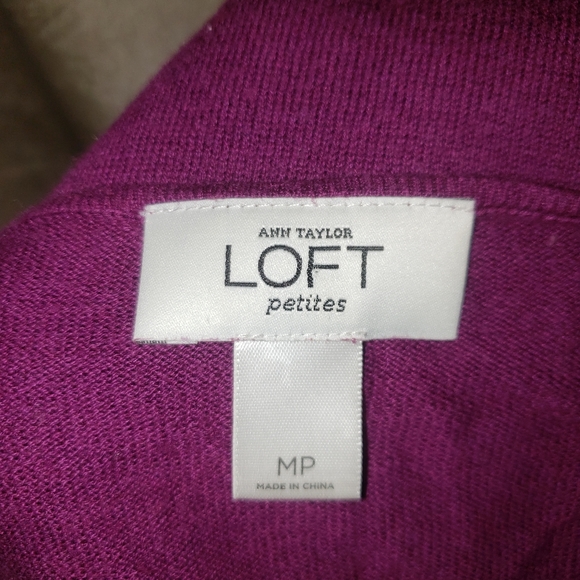 ANN TAYLOR
LOFT
petites
MP
MADE IN CHINA